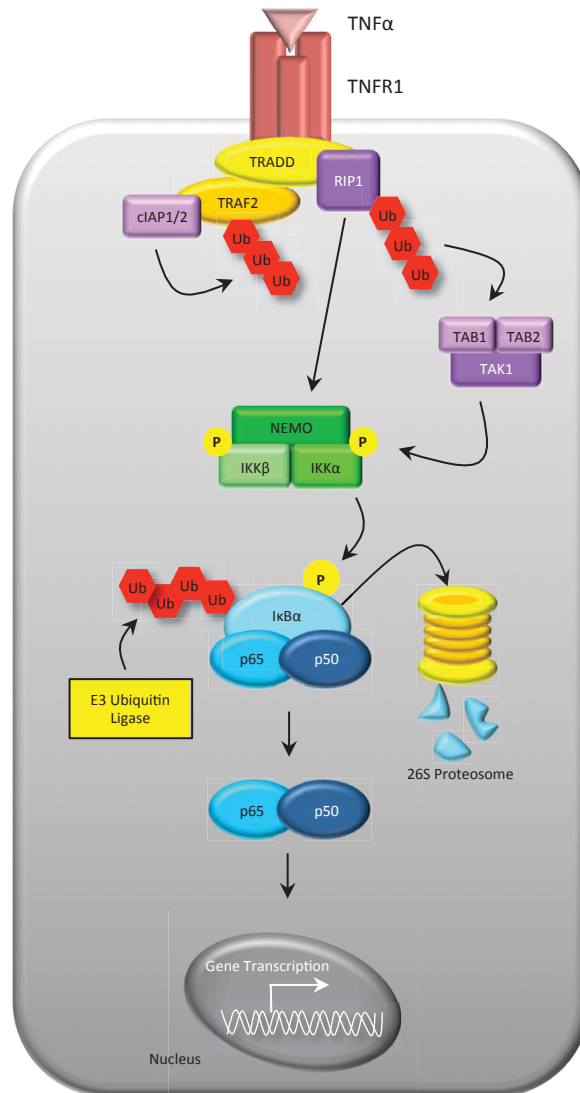 TNFα
TNFR1
TRADD
RIP1
TRAF2
cIAP1/2
Ub
Ub
Ub
Ub
Ub
Ub
TAB1 TAB2
TAK1
NEMO
P
P
IKKβ IKKα
P
Ub
Ub
Ub
Ub
IκBα
p65 p50
E3 Ubiquitin
Ligase
26S Proteosome
p65 p50
Gene Transcription
Nucleus